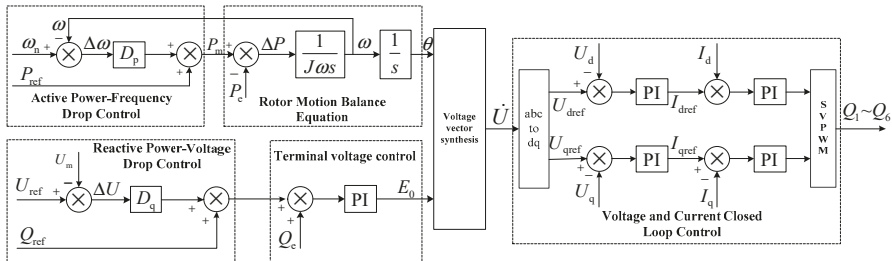 ω
ω
θ
ωn
Δω
Dp
Pm
ΔP
1
Jωs
1
s
Pref
Pe
Active Power-Frequency
Drop Control
Rotor Motion Balance
Equation
Reactive Power-Voltage
Drop Control
Um
Uref
ΔU
Dq
Qref
Terminal voltage control
PI
E0
Qe
Voltage
vector
synthesis
U̇
abc
to
dq
Ud
Udref
PI
Idref
Id
PI
Uqref
Uq
PI
Iqref
Iq
PI
SVPWM
Q1~Q6
Voltage and Current Closed
Loop Control